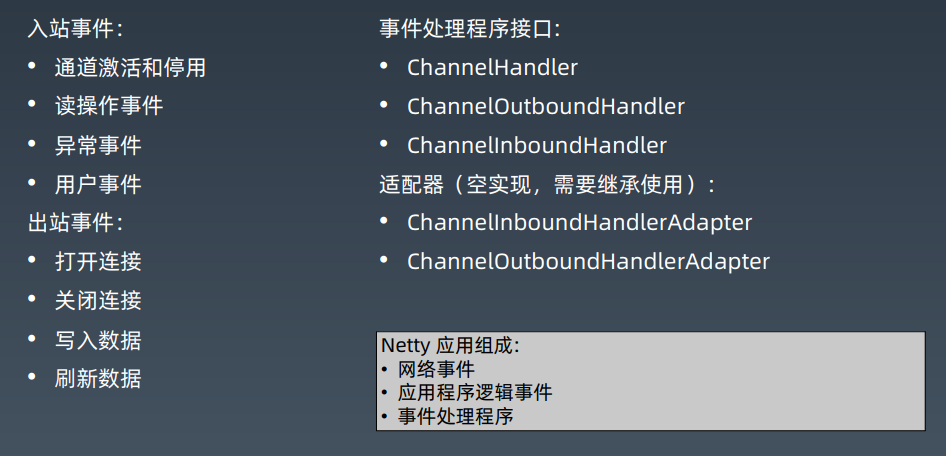 入站事件：
• 通道激活和停用
• 读操作事件
• 异常事件
• 用户事件
出站事件：
• 打开连接
• 关闭连接
• 写入数据
• 刷新数据
事件处理程序接口：
• ChannelHandler
• ChannelOutboundHandler
• ChannelInboundHandler
适配器（空实现，需要继承使用）：
• ChannelInboundHandlerAdapter
• ChannelOutboundHandlerAdapter
Netty 应用组成：
• 网络事件
• 应用程序逻辑事件
• 事件处理程序